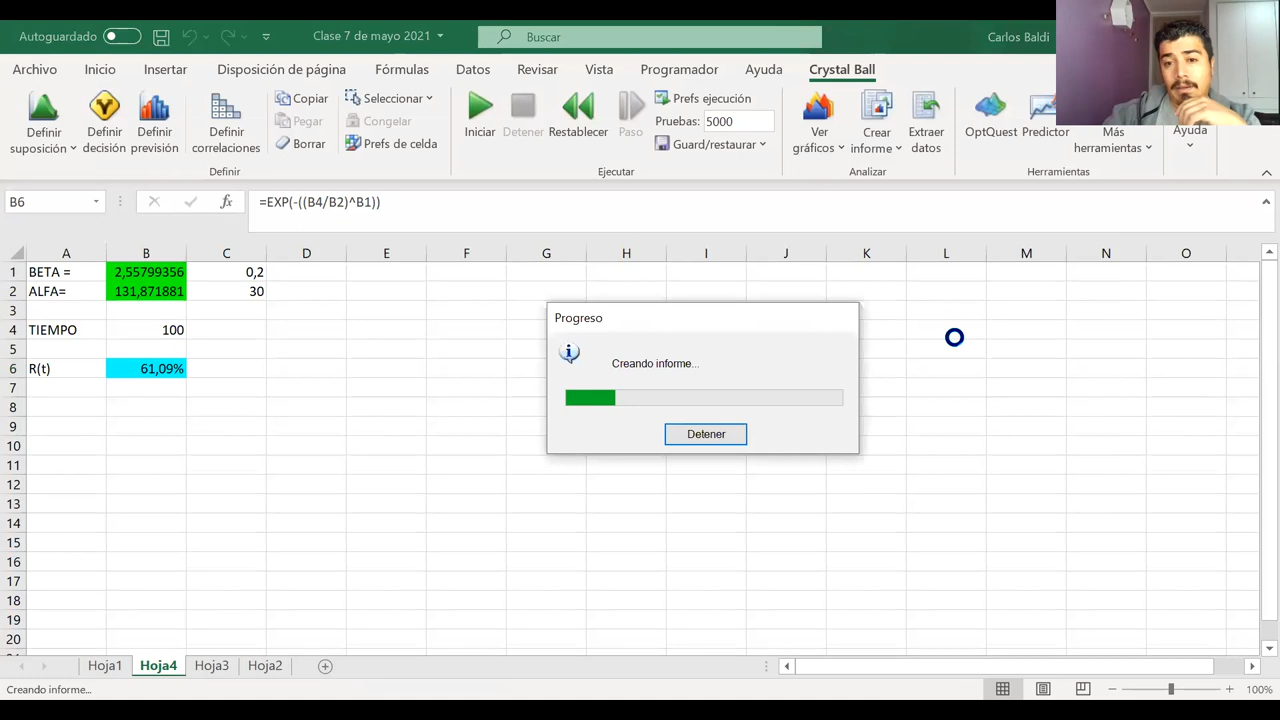 Autoguardado
Clase 7 de mayo 2021
Buscar
Carlos Baldi
Archivo Inicio Insertar Disposición de página Fórmulas Datos Revisar Vista Programador Ayuda Crystal Ball
Definir suposición
Definir decisión
Definir previsión
Definir correlaciones
Copiar
Pegar
Borrar
Seleccionar
Congelar
Prefs de celda
Iniciar
Detener
Restablecer
Paso
Prefs ejecución
Pruebas: 5000
Guard/restaurar
Ver gráficos
Crear informe
Extraer datos
OptQuest
Predictor
Más herramientas
Ayuda
Definir Ejecutar Analizar Herramientas
B6 fx =EXP(-((B4/B2)^B1))
A B C D E F G H I J K L M N O
1 BETA = 2,55799356 0,2
2 ALFA= 131,871881 30
3
4 TIEMPO 100
5
6 R(t) 61,09%
7
8
9
10
11
12
13
14
15
16
17
18
19
20
Progreso
Creando informe...
Detener
Hoja1 Hoja4 Hoja3 Hoja2
Creando informe...
100%